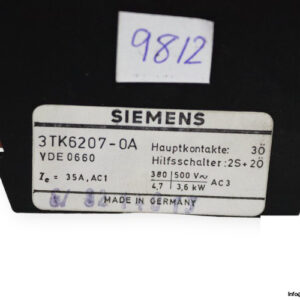 9812
SIEMENS
3TK6207-0A
VDE 0660
Hauptkontakte: 3Ö
Hilfsschalter: 2S+2Ö
Ie = 35A, AC1
380 | 500 V~
4,7 | 3,6 kW AC3
MADE IN GERMANY